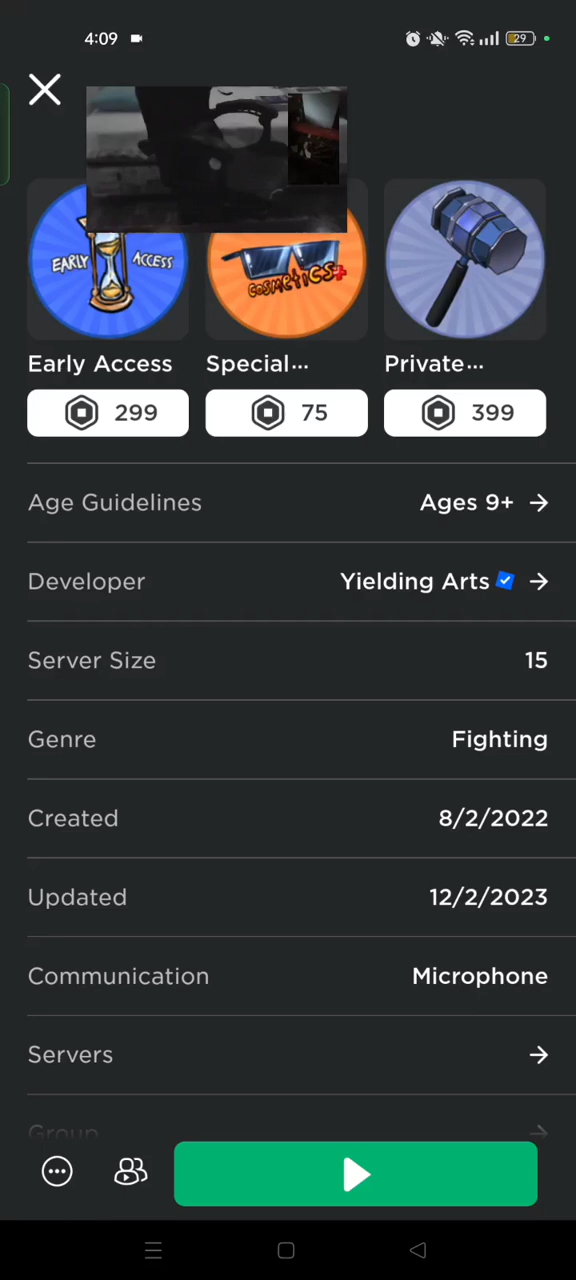 4:09
29
EARLY ACCESS
COSMETICS+
Early Access
Special...
Private...
299
75
399
Age Guidelines
Ages 9+
Developer
Yielding Arts
Server Size
15
Genre
Fighting
Created
8/2/2022
Updated
12/2/2023
Communication
Microphone
Servers
Group